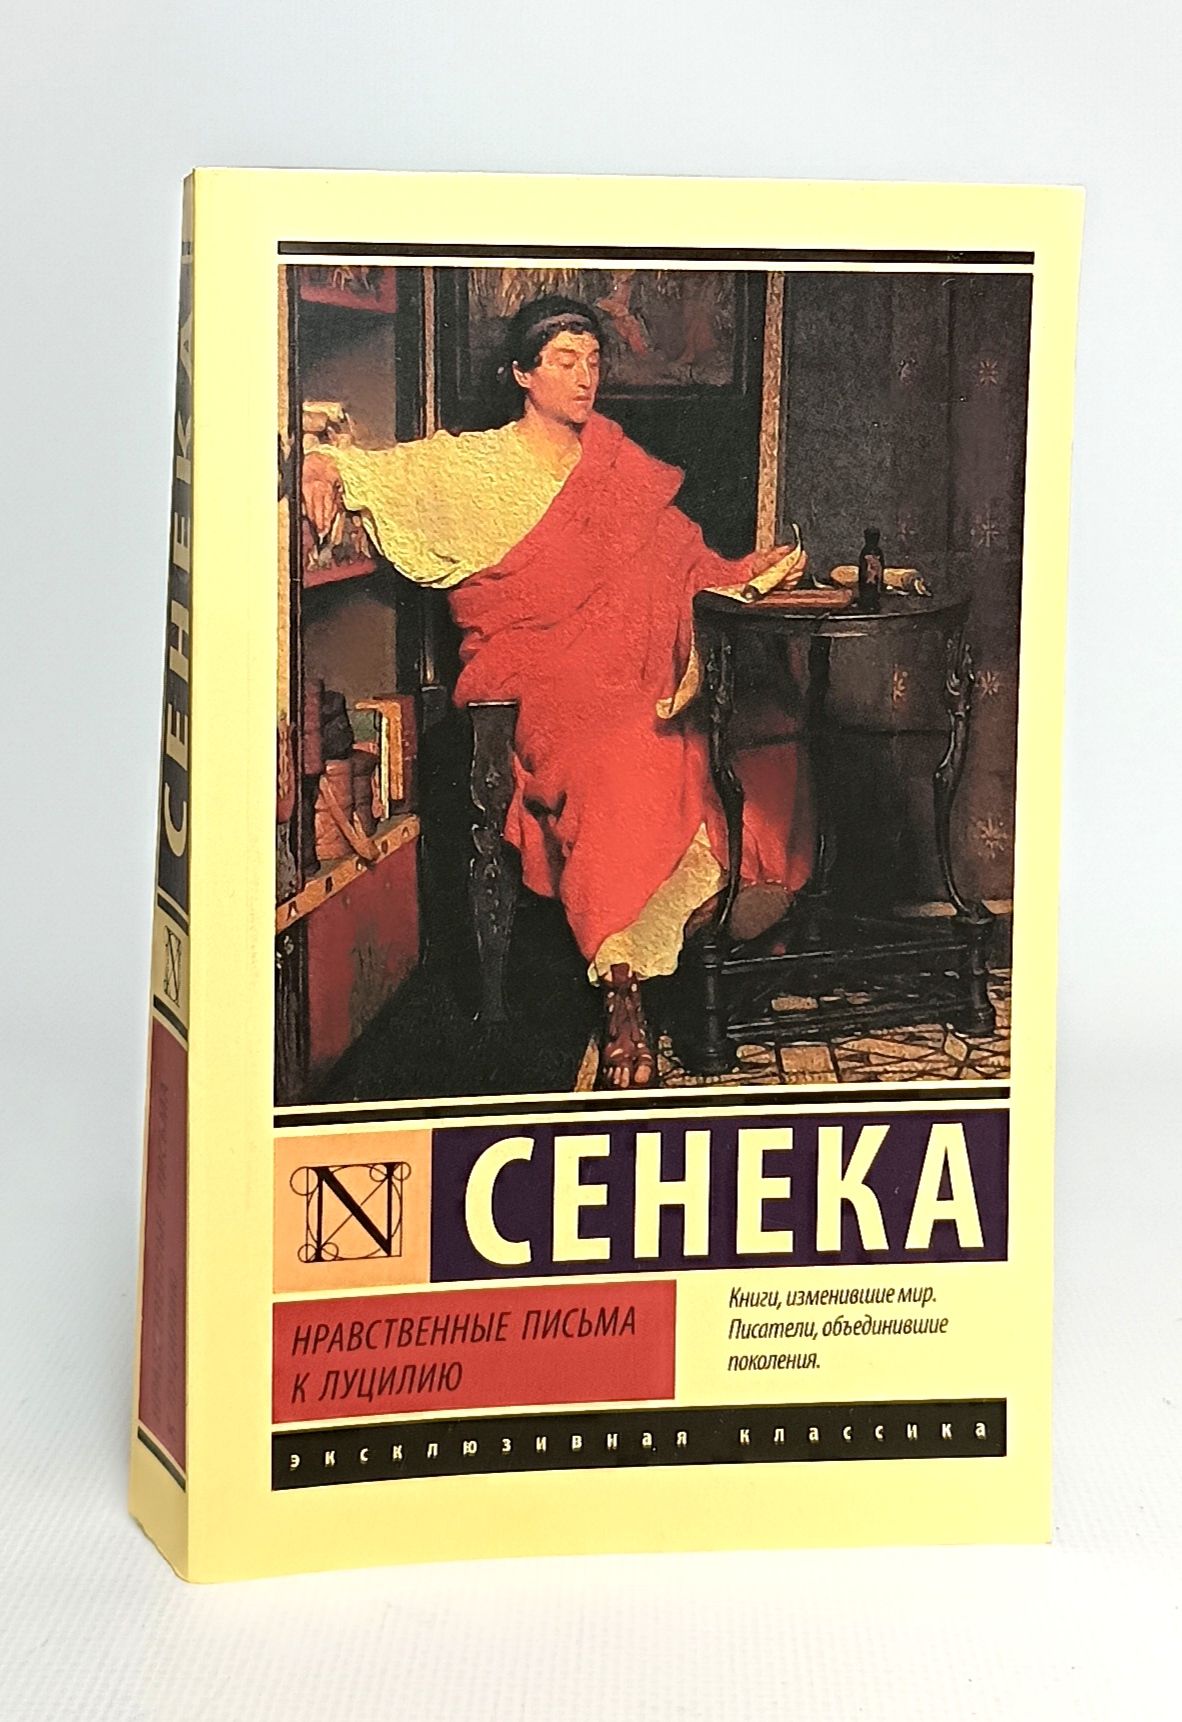 СЕНЕКА
N
N
СЕНЕКА
НРАВСТВЕННЫЕ ПИСЬМА
К ЛУЦИЛИЮ
Книги, изменившие мир.
Писатели, объединившие
поколения.
эксклюзивная классика